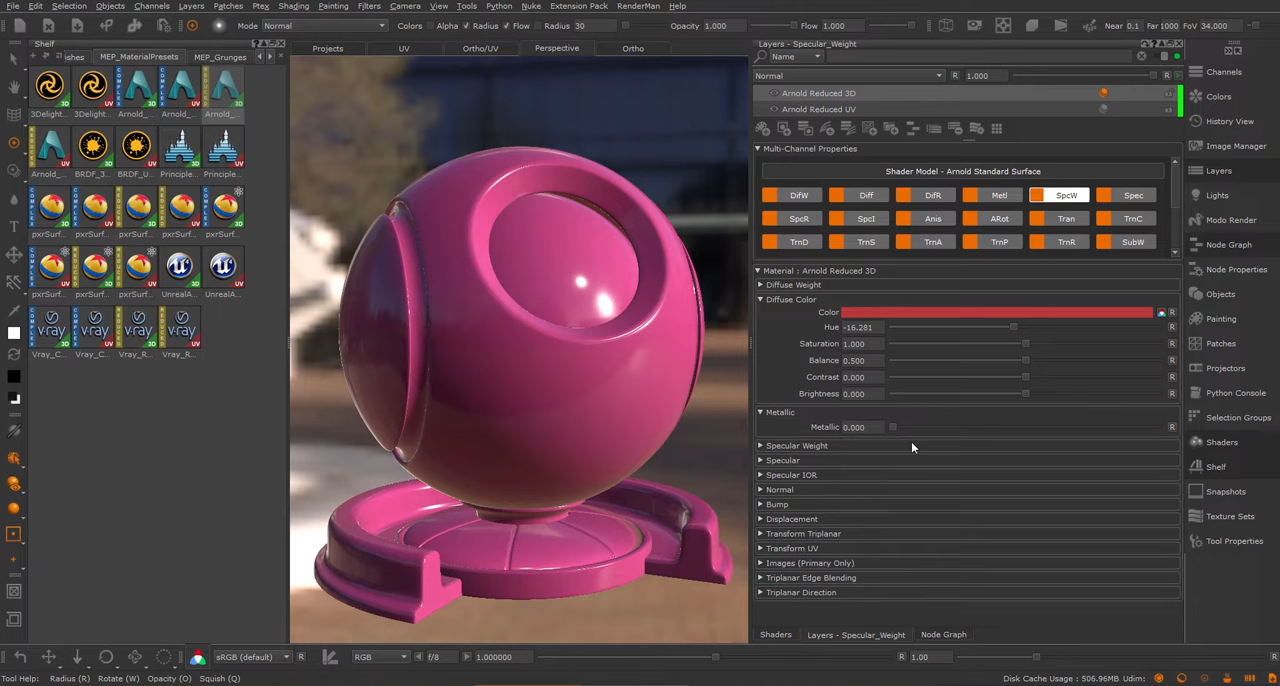 File Edit Selection Objects Channels Layers Patches Ptex Shading Painting Filters Camera View Tools Nuke Extension Pack RenderMan Help
Mode Normal Colors Alpha Radius Flow Radius 30 Opacity 1.000 Flow 1.000 Near 0.1 Far 1000 FoV 34.000
Shelf
Projects UV Ortho/UV Perspective Ortho
Layers - Specular_Weight
shes MEP_MaterialPresets MEP_Grunges
Name
Normal R 1.000 R
3Delight... 3Delight... Arnold_... Arnold_... Arnold_...
Arnold Reduced 3D
Arnold Reduced UV
Arnold_... BRDF_3... BRDF_U... Principle... Principle...
Multi-Channel Properties
Shader Model - Arnold Standard Surface
DifW Diff DifR Metl SpcW Spec
SpcR SpcI Anis ARot Tran TrnC
TrnD TrnS TrnA TrnP TrnR SubW
pxrSurf... pxrSurf... pxrSurf... pxrSurf... pxrSurf...
pxrSurf... pxrSurf... pxrSurf... UnrealA... UnrealA...
Vray_C... Vray_C... Vray_R... Vray_R...
Material : Arnold Reduced 3D
Diffuse Weight
Diffuse Color
Color R
Hue -16.281 R
Saturation 1.000 R
Balance 0.500 R
Contrast 0.000 R
Brightness 0.000 R
Metallic
Metallic 0.000 R
Specular Weight
Specular
Specular IOR
Normal
Bump
Displacement
Transform Triplanar
Transform UV
Images (Primary Only)
Triplanar Edge Blending
Triplanar Direction
Shaders Layers - Specular_Weight Node Graph
Channels
Colors
History View
Image Manager
Layers
Lights
Modo Render
Node Graph
Node Properties
Objects
Painting
Patches
Projectors
Python Console
Selection Groups
Shaders
Shelf
Snapshots
Texture Sets
Tool Properties
sRGB (default) R RGB f/8 1.000000 R 1.00 R
Tool Help: Radius (R) Rotate (W) Opacity (O) Squish (Q) Disk Cache Usage: 506.96MB Udim: